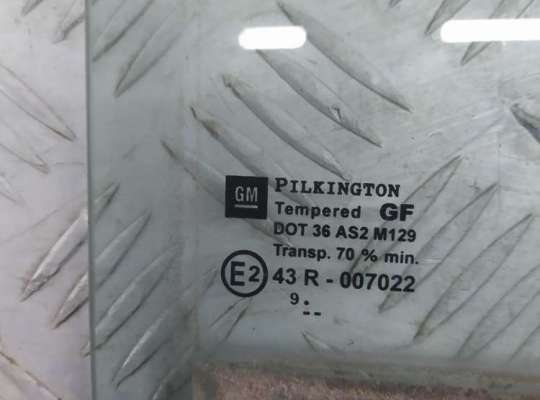 GM PILKINGTON
Tempered GF
DOT 36 AS2 M129
Transp. 70 % min.
E2 43 R - 007022
9